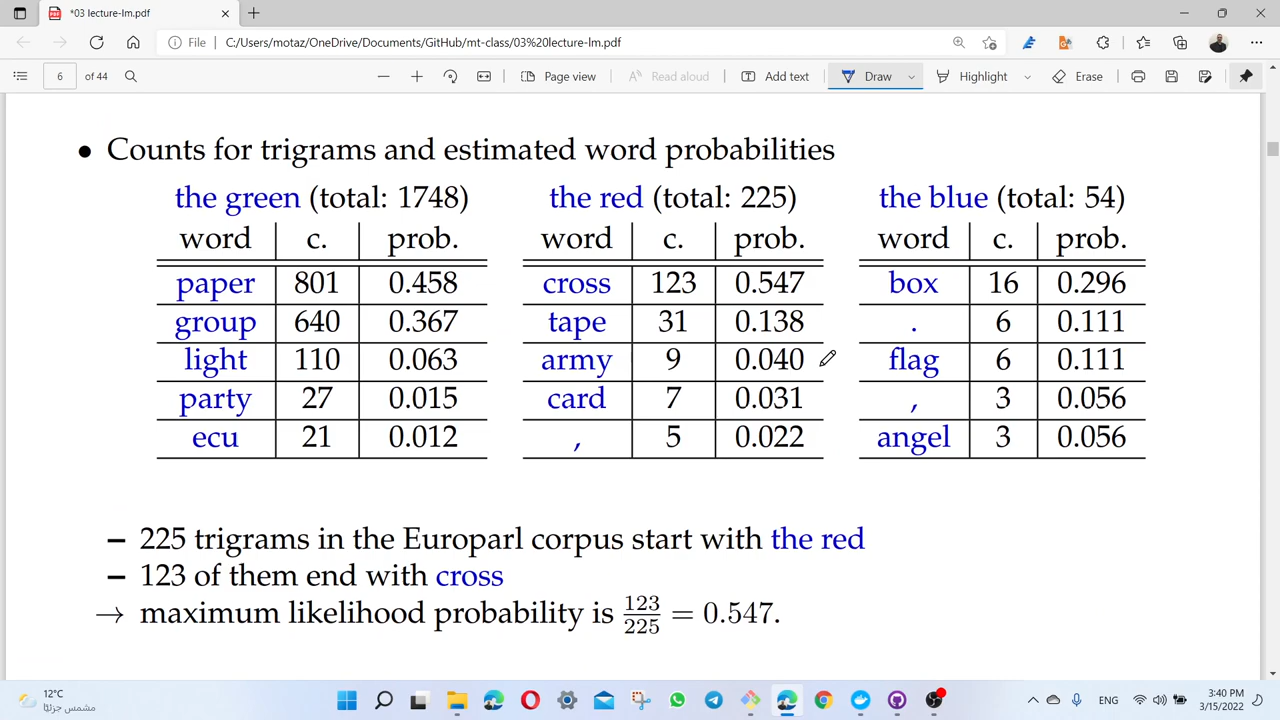 *03 lecture-lm.pdf
File C:/Users/motaz/OneDrive/Documents/GitHub/mt-class/03%20lecture-lm.pdf
6 of 44 Page view Read aloud Add text Draw Highlight Erase
• Counts for trigrams and estimated word probabilities
the green (total: 1748) the red (total: 225) the blue (total: 54)
word c. prob. word c. prob. word c. prob.
paper 801 0.458 cross 123 0.547 box 16 0.296
group 640 0.367 tape 31 0.138 . 6 0.111
light 110 0.063 army 9 0.040 flag 6 0.111
party 27 0.015 card 7 0.031 , 3 0.056
ecu 21 0.012 , 5 0.022 angel 3 0.056
– 225 trigrams in the Europarl corpus start with the red
– 123 of them end with cross
→ maximum likelihood probability is 123/225 = 0.547.
12°C
مشمس جزئيًا
ENG
3:40 PM
3/15/2022